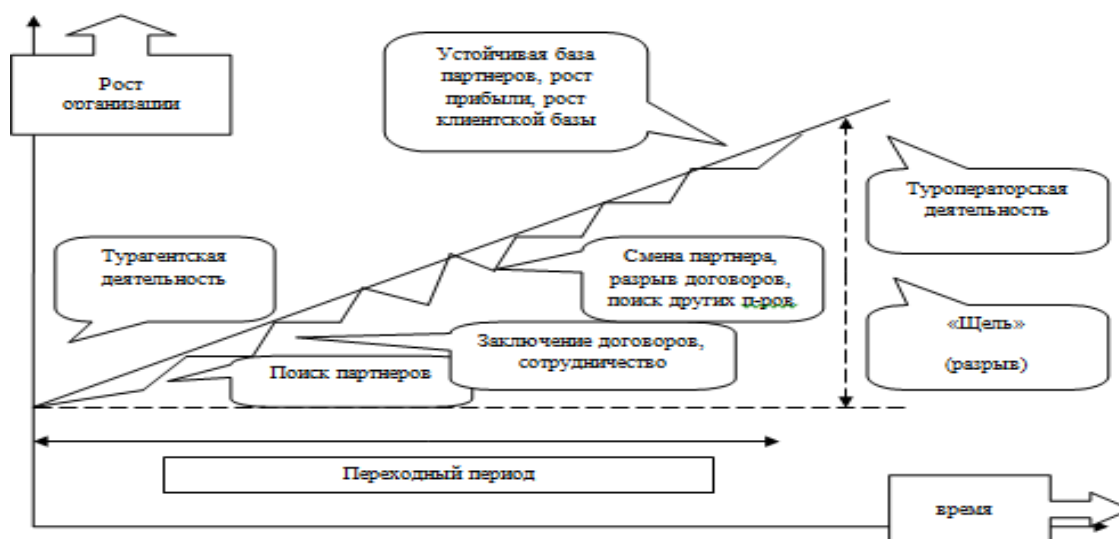 Рост
организации
Устойчивая база
партнеров, рост
прибыли, рост
клиентской базы
Туроператорская
деятельность
Турагентская
деятельность
Смена партнера,
разрыв договоров,
поиск других п-ров
«Щель»
(разрыв)
Заключение договоров,
сотрудничество
Поиск партнеров
Переходный период
время